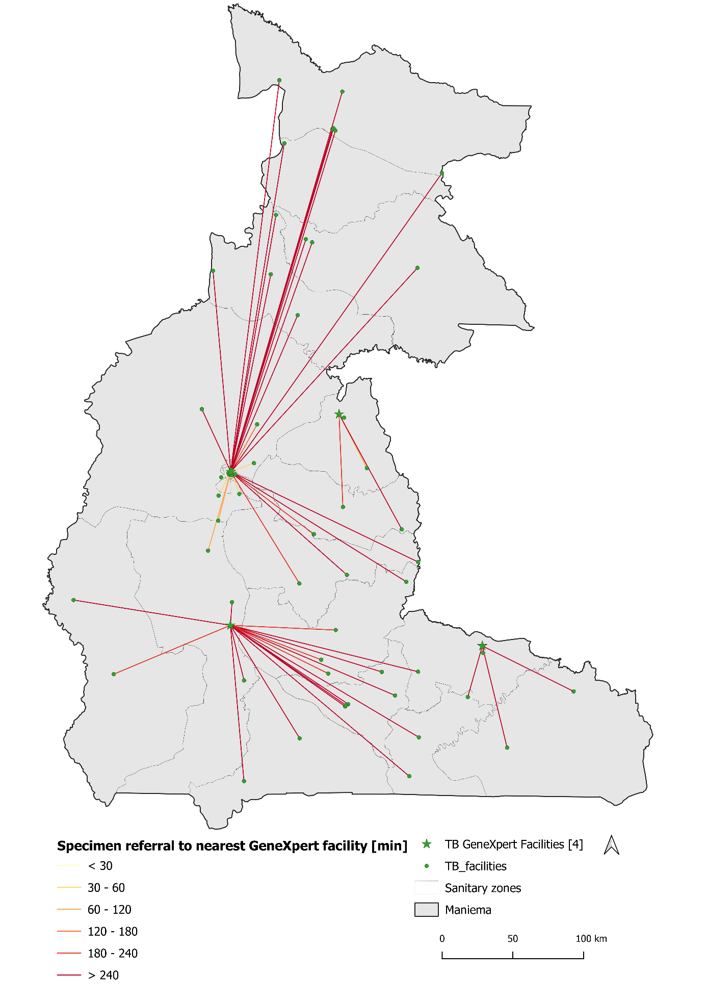 Specimen referral to nearest GeneXpert facility [min]
< 30
30 - 60
60 - 120
120 - 180
180 - 240
> 240
TB GeneXpert Facilities [4]
TB_facilities
Sanitary zones
Maniema
0 50 100 km